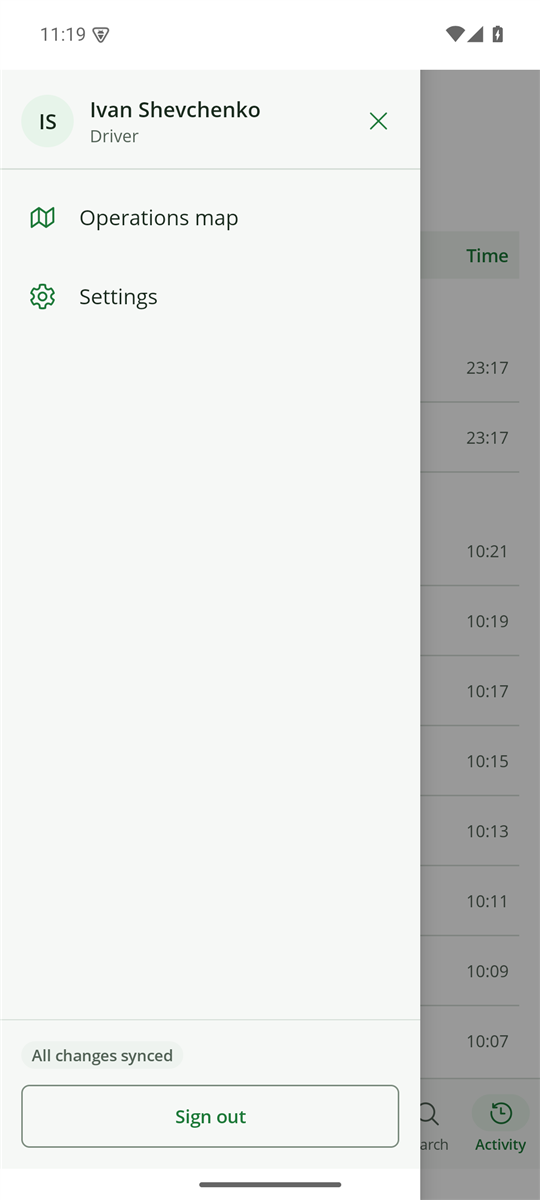 11:19
IS
Ivan Shevchenko
Driver
Operations map
Settings
Time
23:17
23:17
10:21
10:19
10:17
10:15
10:13
10:11
10:09
10:07
All changes synced
Sign out
arch
Activity